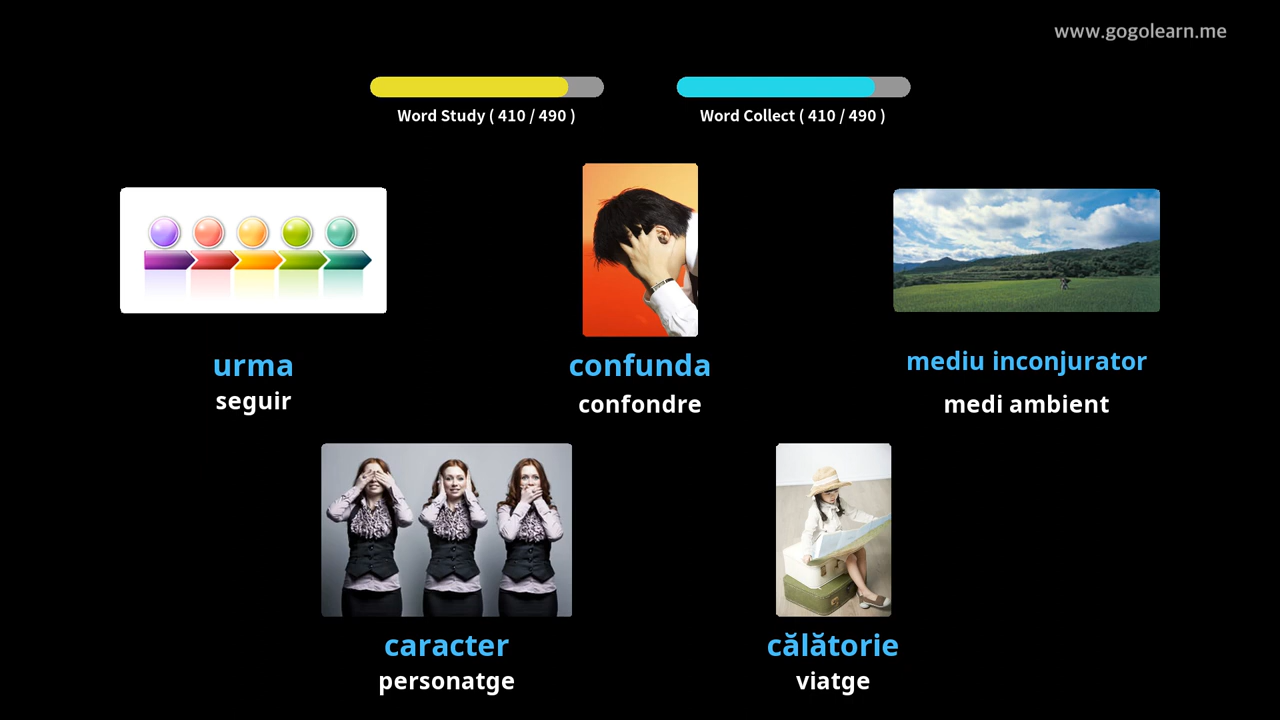 www.gogolearn.me
Word Study ( 410 / 490 )
Word Collect ( 410 / 490 )
urma
seguir
confunda
confondre
mediu inconjurator
medi ambient
caracter
personatge
călătorie
viatge